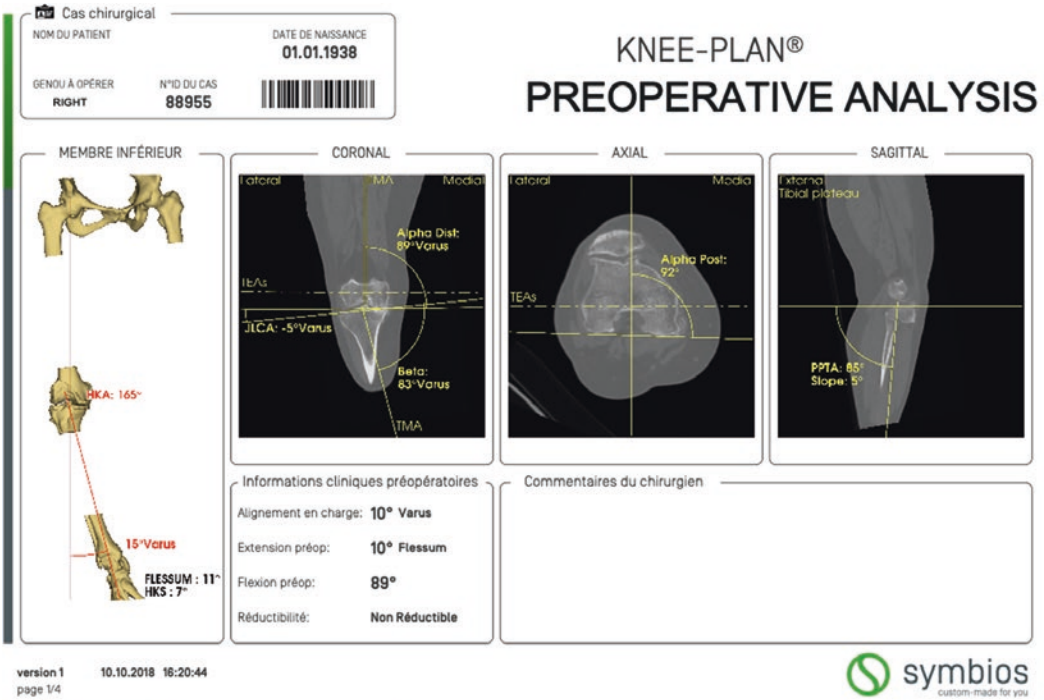 Cas chirurgical
NOM DU PATIENT
DATE DE NAISSANCE
01.01.1938
GENOU À OPÉRER
RIGHT
N°ID DU CAS
88955
KNEE-PLAN®
PREOPERATIVE ANALYSIS
MEMBRE INFÉRIEUR
HKA: 165°
15°Varus
FLESSUM : 11°
HKS : 7°
CORONAL
Lateral
FMA
Medial
Alpha Dist:
89°Varus
TEAs
JLCA: -5°Varus
Beta:
83°Varus
TMA
AXIAL
Lateral
Media
Alpha Post:
92°
TEAs
SAGITTAL
External
Tibial plateau
PPTA: 85°
Slope: 5°
Informations cliniques préopératoires
Alignement en charge: 10° Varus
Extension préop: 10° Flessum
Flexion préop: 89°
Réductibilité: Non Réductible
Commentaires du chirurgien
version 1 10.10.2018 16:20:44
page 1/4
symbios
custom-made for you